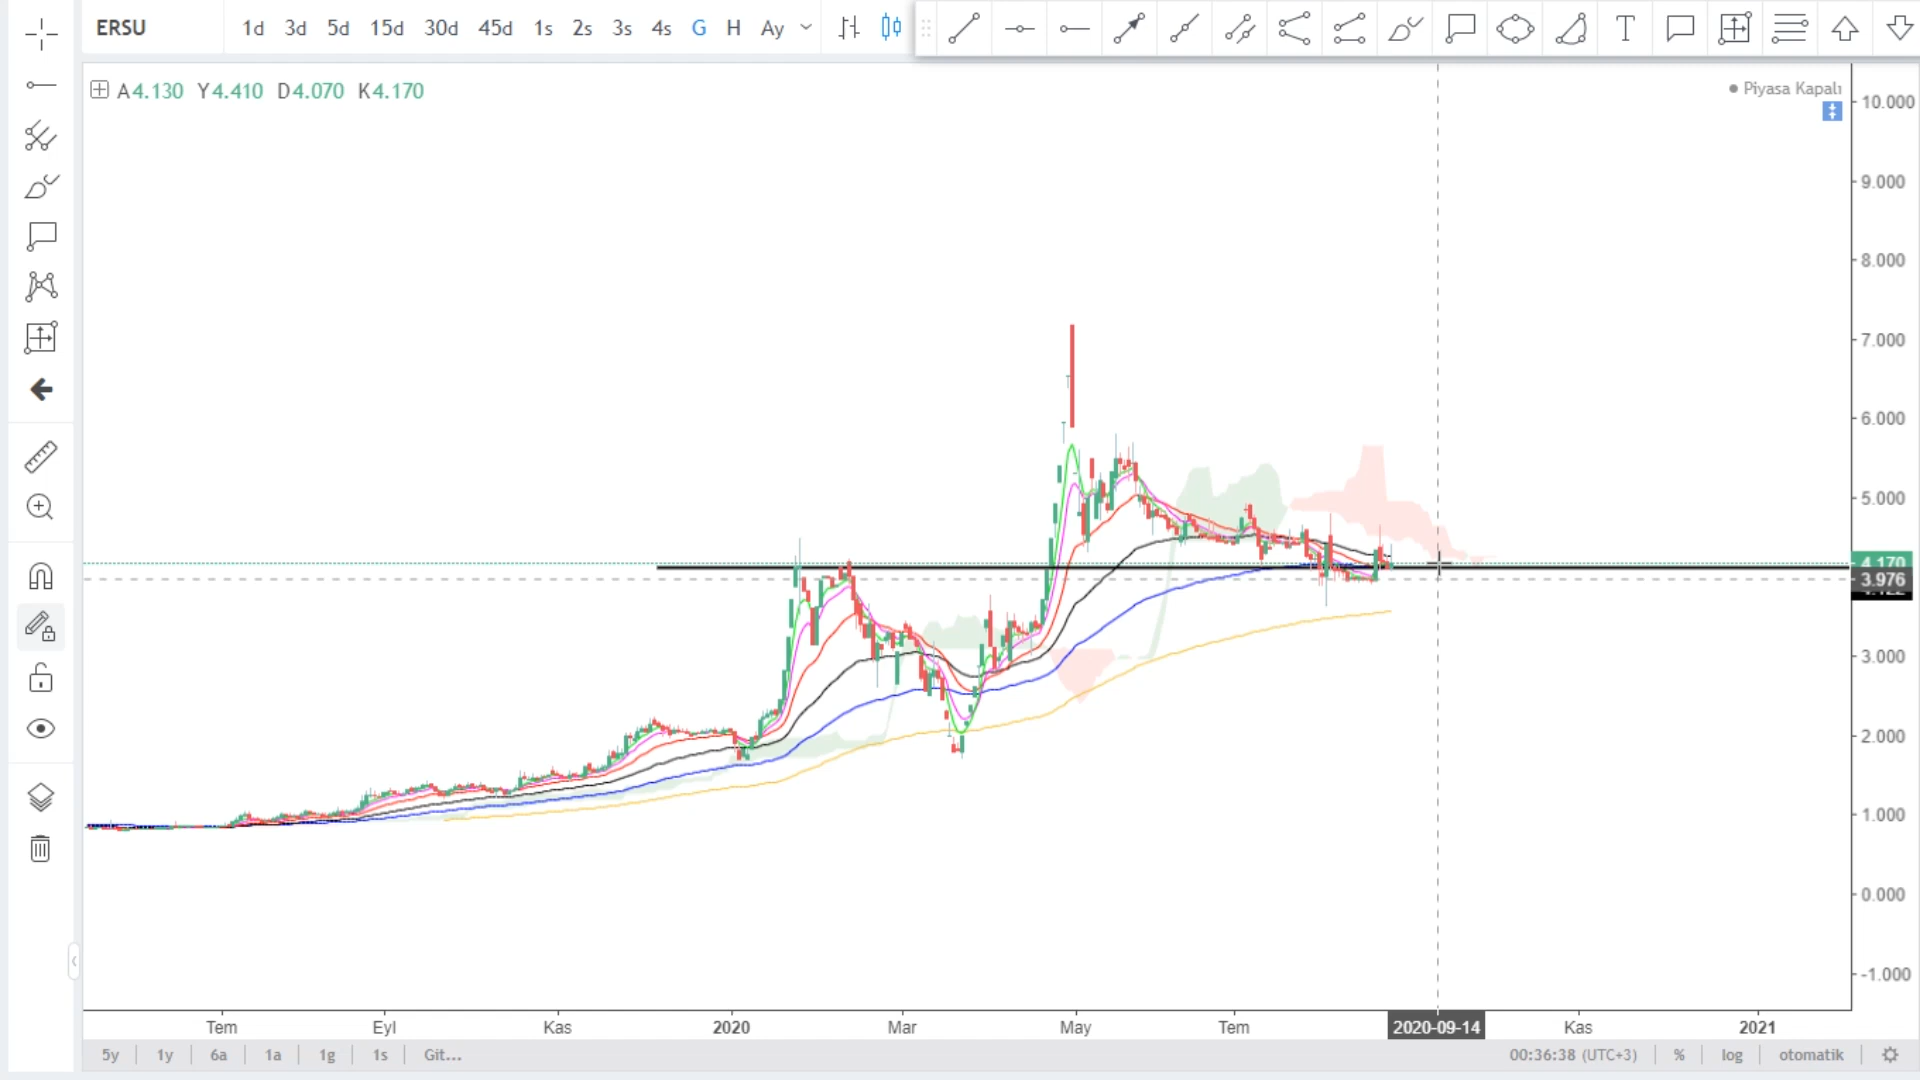 ERSU 1d 3d 5d 15d 30d 45d 1s 2s 3s 4s G H Ay
A4.130 Y4.410 D4.070 K4.170
Piyasa Kapalı
10.000
9.000
8.000
7.000
6.000
5.000
4.170
3.976
3.000
2.000
1.000
0.000
-1.000
Tem Eyl Kas 2020 Mar May Tem 2020-09-14 Kas 2021
5y 1y 6a 1a 1g 1s Git... 00:36:38 (UTC+3) % log otomatik